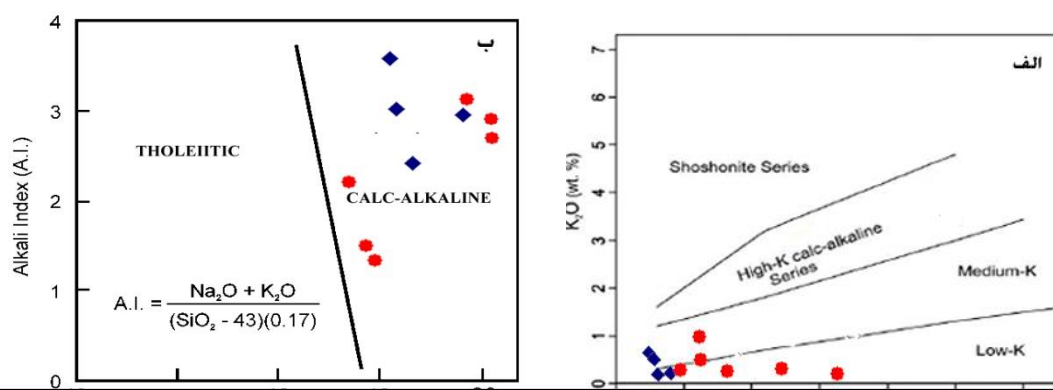 ب
4
3
2
1
0
Alkali Index (A.I.)
THOLEIITIC
CALC-ALKALINE
A.I. = Na₂O + K₂O
(SiO₂ - 43)(0.17)
الف
7
6
5
4
3
2
1
0
K₂O (wt. %)
Shoshonite Series
High-K calc-alkaline
Series
Medium-K
Low-K